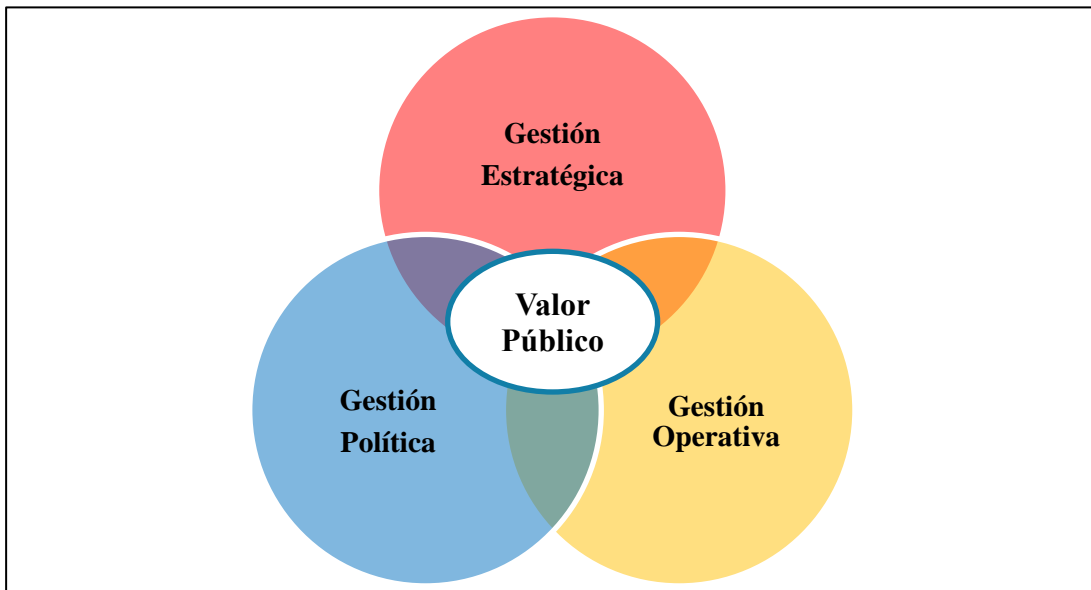 Gestión
Estratégica
Valor
Público
Gestión
Política
Gestión
Operativa